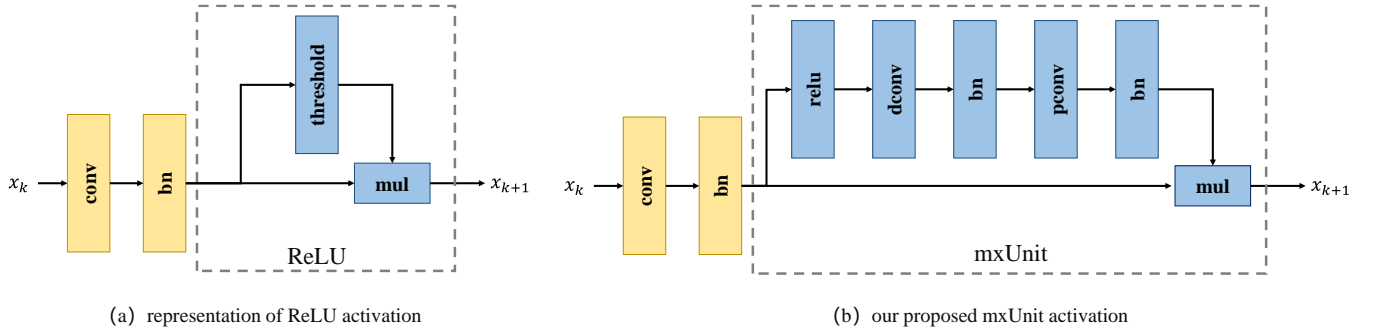 x_k
conv
bn
threshold
mul
x_{k+1}
ReLU
(a) representation of ReLU activation
x_k
conv
bn
relu
dconv
bn
pconv
bn
mul
x_{k+1}
mxUnit
(b) our proposed mxUnit activation